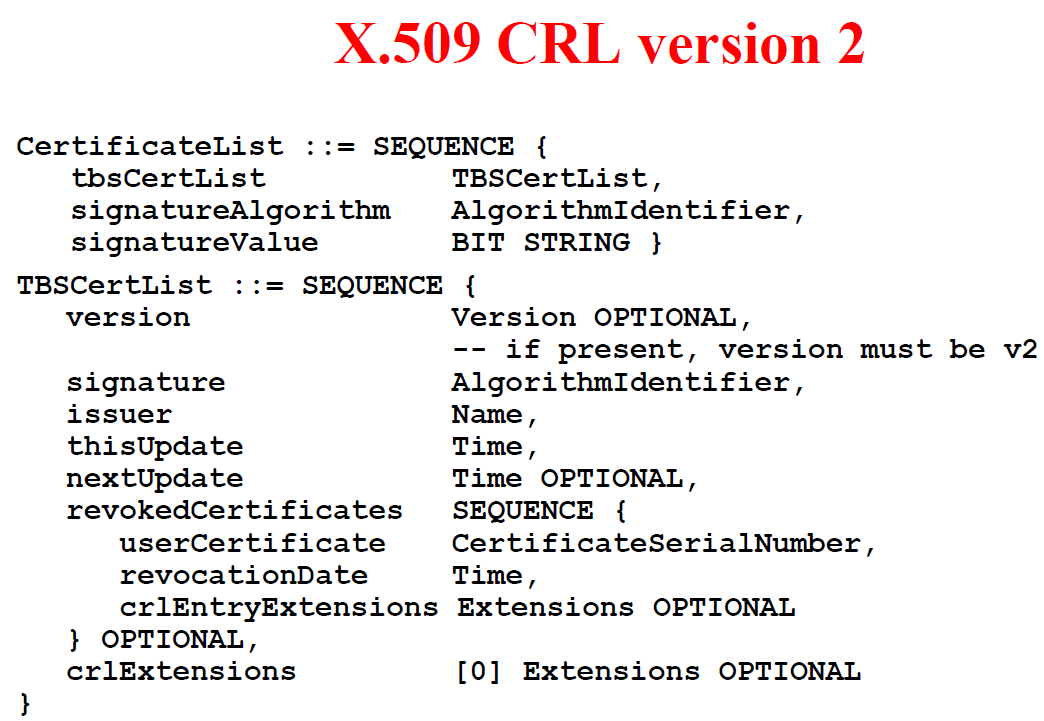 X.509 CRL version 2
CertificateList ::= SEQUENCE {
tbsCertList TBSCertList,
signatureAlgorithm AlgorithmIdentifier,
signatureValue BIT STRING }
TBSCertList ::= SEQUENCE {
version Version OPTIONAL,
-- if present, version must be v2
signature AlgorithmIdentifier,
issuer Name,
thisUpdate Time,
nextUpdate Time OPTIONAL,
revokedCertificates SEQUENCE {
userCertificate CertificateSerialNumber,
revocationDate Time,
crlEntryExtensions Extensions OPTIONAL
} OPTIONAL,
crlExtensions [0] Extensions OPTIONAL
}